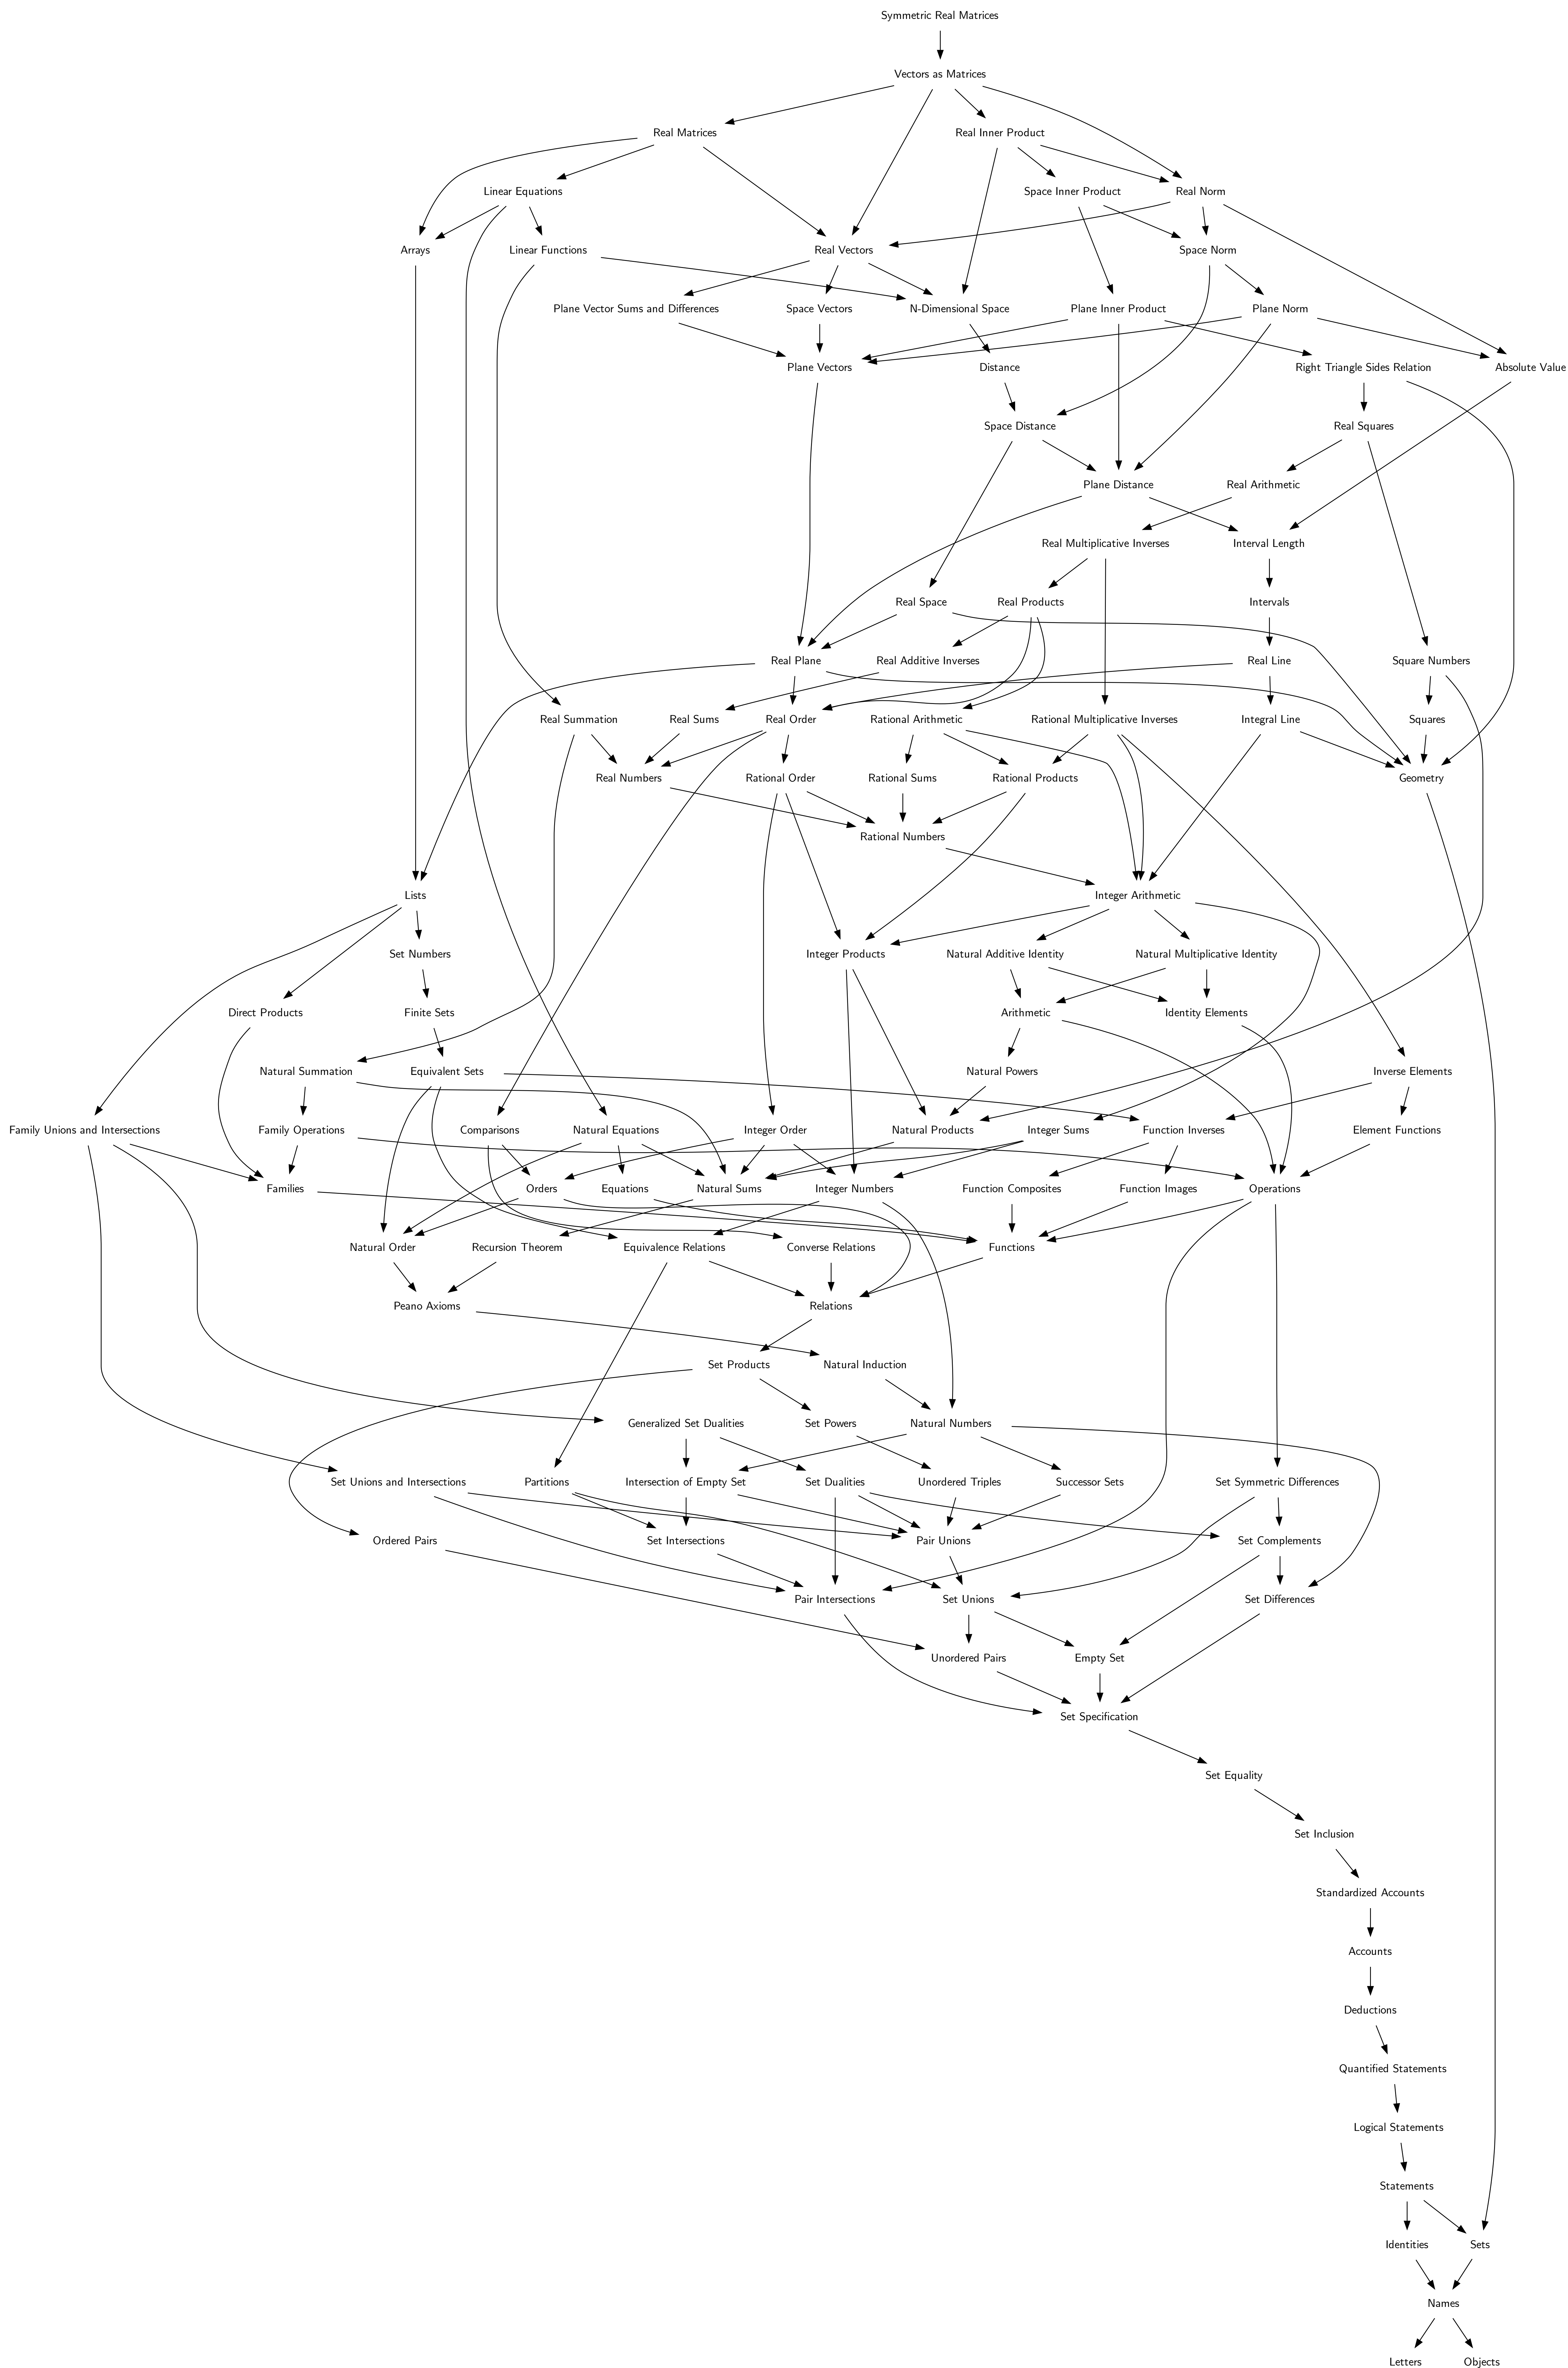 Symmetric Real Matrices
Vectors as Matrices
Real Matrices
Real Inner Product
Linear Equations
Space Inner Product
Real Norm
Arrays
Linear Functions
Real Vectors
Space Norm
Plane Vector Sums and Differences
Space Vectors
N-Dimensional Space
Plane Inner Product
Plane Norm
Plane Vectors
Distance
Right Triangle Sides Relation
Absolute Value
Space Distance
Real Squares
Plane Distance
Real Arithmetic
Real Multiplicative Inverses
Interval Length
Real Space
Real Products
Intervals
Real Plane
Real Additive Inverses
Real Line
Square Numbers
Real Summation
Real Sums
Real Order
Rational Arithmetic
Rational Multiplicative Inverses
Integral Line
Squares
Real Numbers
Rational Order
Rational Sums
Rational Products
Geometry
Rational Numbers
Lists
Integer Arithmetic
Set Numbers
Integer Products
Natural Additive Identity
Natural Multiplicative Identity
Direct Products
Finite Sets
Arithmetic
Identity Elements
Natural Summation
Equivalent Sets
Natural Powers
Inverse Elements
Family Unions and Intersections
Family Operations
Comparisons
Natural Equations
Integer Order
Natural Products
Integer Sums
Function Inverses
Element Functions
Families
Orders
Equations
Natural Sums
Integer Numbers
Function Composites
Function Images
Operations
Natural Order
Recursion Theorem
Equivalence Relations
Converse Relations
Functions
Peano Axioms
Relations
Set Products
Natural Induction
Generalized Set Dualities
Set Powers
Natural Numbers
Set Unions and Intersections
Partitions
Intersection of Empty Set
Set Dualities
Unordered Triples
Successor Sets
Set Symmetric Differences
Ordered Pairs
Set Intersections
Pair Unions
Set Complements
Pair Intersections
Set Unions
Set Differences
Unordered Pairs
Empty Set
Set Specification
Set Equality
Set Inclusion
Standardized Accounts
Accounts
Deductions
Quantified Statements
Logical Statements
Statements
Identities
Sets
Names
Letters
Objects